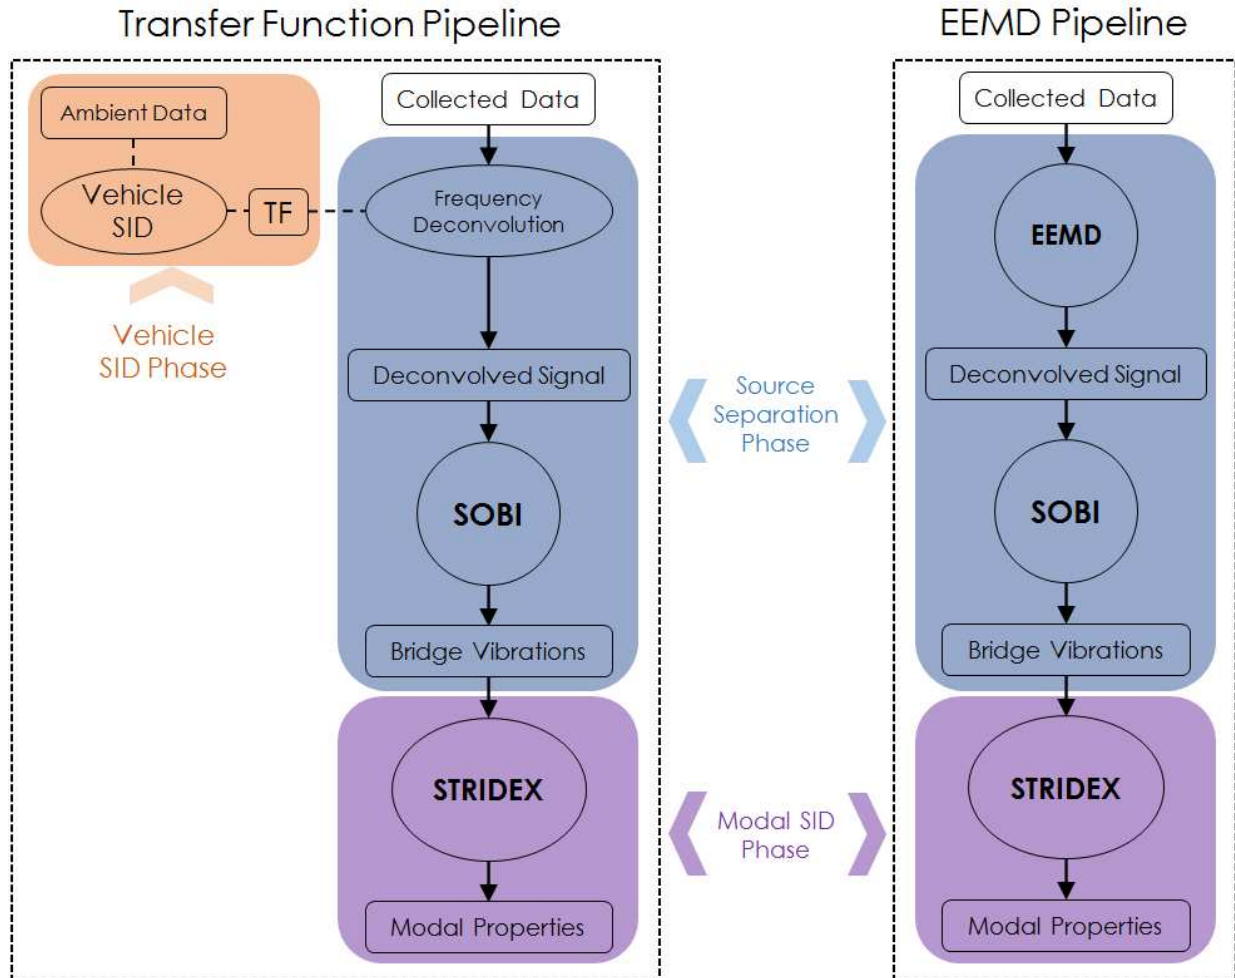 Transfer Function Pipeline
Ambient Data
Vehicle
SID
TF
Vehicle
SID Phase
Collected Data
Frequency
Deconvolution
Deconvolved Signal
SOBI
Bridge Vibrations
STRIDEX
Modal Properties
Source
Separation
Phase
Modal SID
Phase
EEMD Pipeline
Collected Data
EEMD
Deconvolved Signal
SOBI
Bridge Vibrations
STRIDEX
Modal Properties